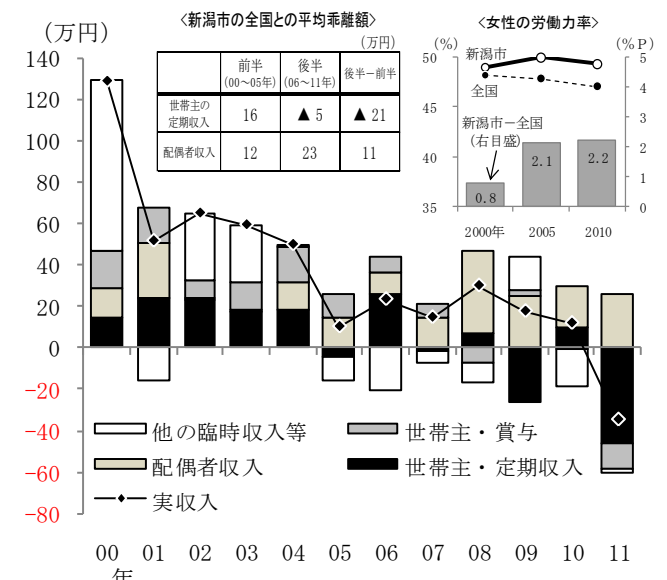 (万円)
<新潟市の全国との平均乖離額>
(万円)
前半 後半 後半－前半
(00～05年) (06～11年)
世帯主の
定期収入 16 ▲ 5 ▲ 21
配偶者収入 12 23 11
<女性の労働力率>
(%) (%P)
50 45 40 35
5 4 3 2 1 0
新潟市
全国
新潟市－全国
(右目盛)
0.8 2.1 2.2
2000年 2005 2010
140
120
100
80
60
40
20
0
−20
−40
−60
−80
他の臨時収入等 世帯主・賞与
配偶者収入 世帯主・定期収入
実収入
00 01 02 03 04 05 06 07 08 09 10 11
年